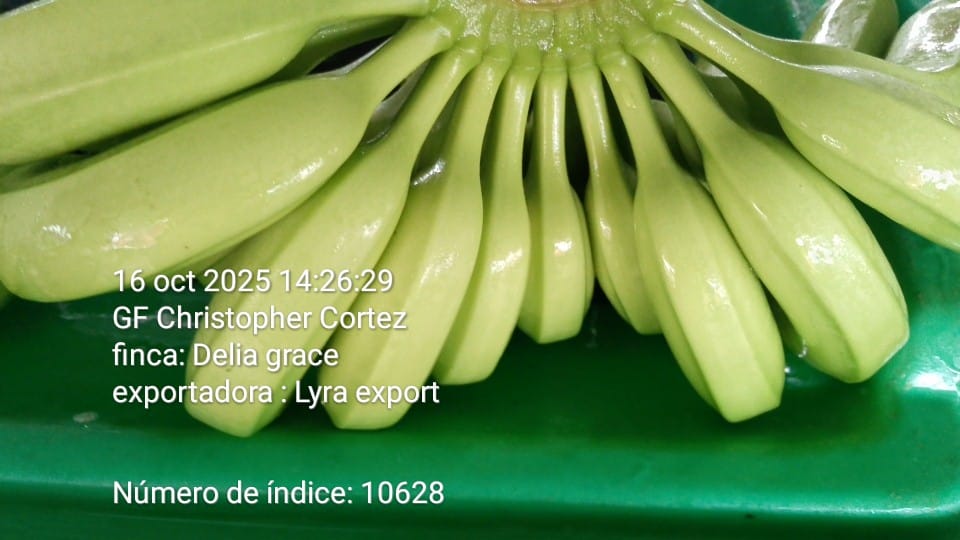 16 oct 2025 14:26:29
GF Christopher Cortez
finca: Delia grace
exportadora : Lyra export
Número de índice: 10628